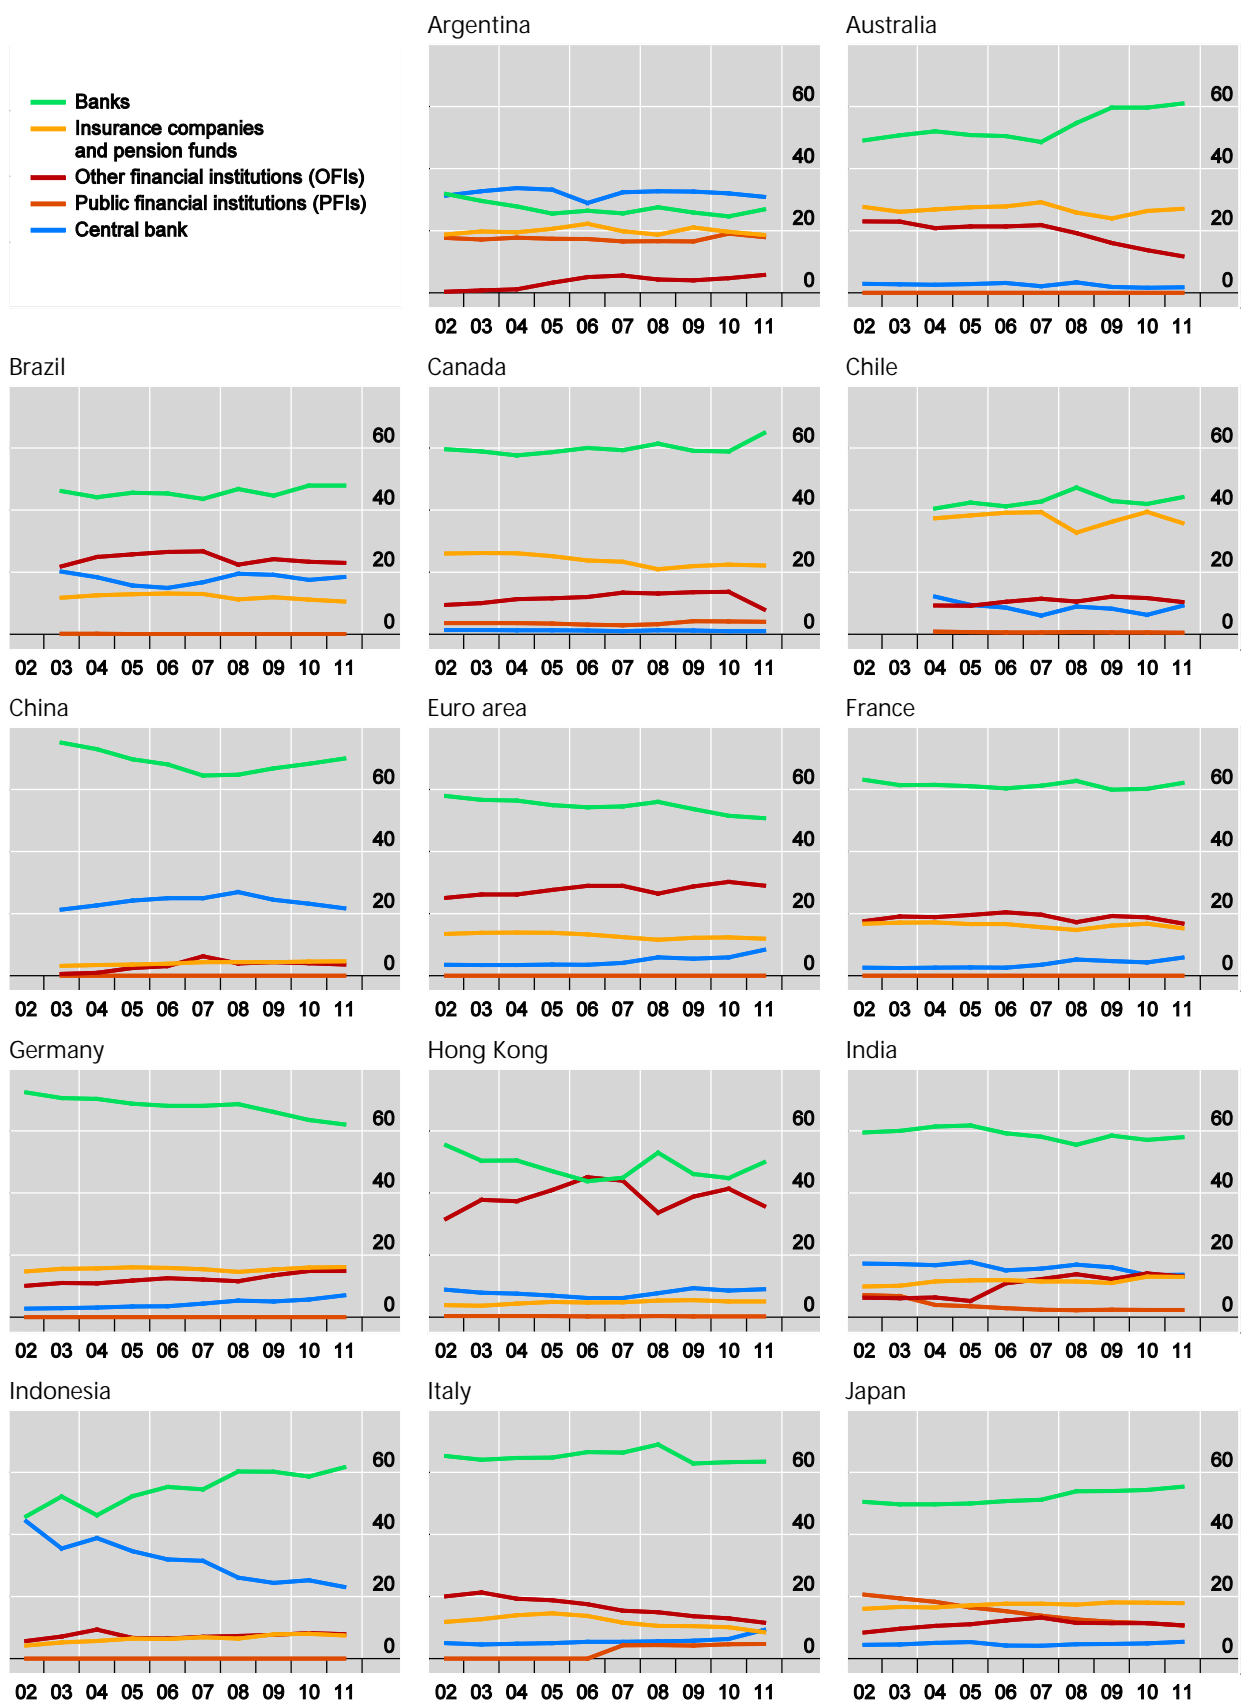 Argentina
Australia
Banks
Insurance companies
and pension funds
Other financial institutions (OFIs)
Public financial institutions (PFIs)
Central bank
60
40
20
0
02 03 04 05 06 07 08 09 10 11
60
40
20
0
02 03 04 05 06 07 08 09 10 11
Brazil
Canada
Chile
60
40
20
0
02 03 04 05 06 07 08 09 10 11
60
40
20
0
02 03 04 05 06 07 08 09 10 11
60
40
20
0
02 03 04 05 06 07 08 09 10 11
China
Euro area
France
60
40
20
0
02 03 04 05 06 07 08 09 10 11
60
40
20
0
02 03 04 05 06 07 08 09 10 11
60
40
20
0
02 03 04 05 06 07 08 09 10 11
Germany
Hong Kong
India
60
40
20
0
02 03 04 05 06 07 08 09 10 11
60
40
20
0
02 03 04 05 06 07 08 09 10 11
60
40
20
0
02 03 04 05 06 07 08 09 10 11
Indonesia
Italy
Japan
60
40
20
0
02 03 04 05 06 07 08 09 10 11
60
40
20
0
02 03 04 05 06 07 08 09 10 11
60
40
20
0
02 03 04 05 06 07 08 09 10 11